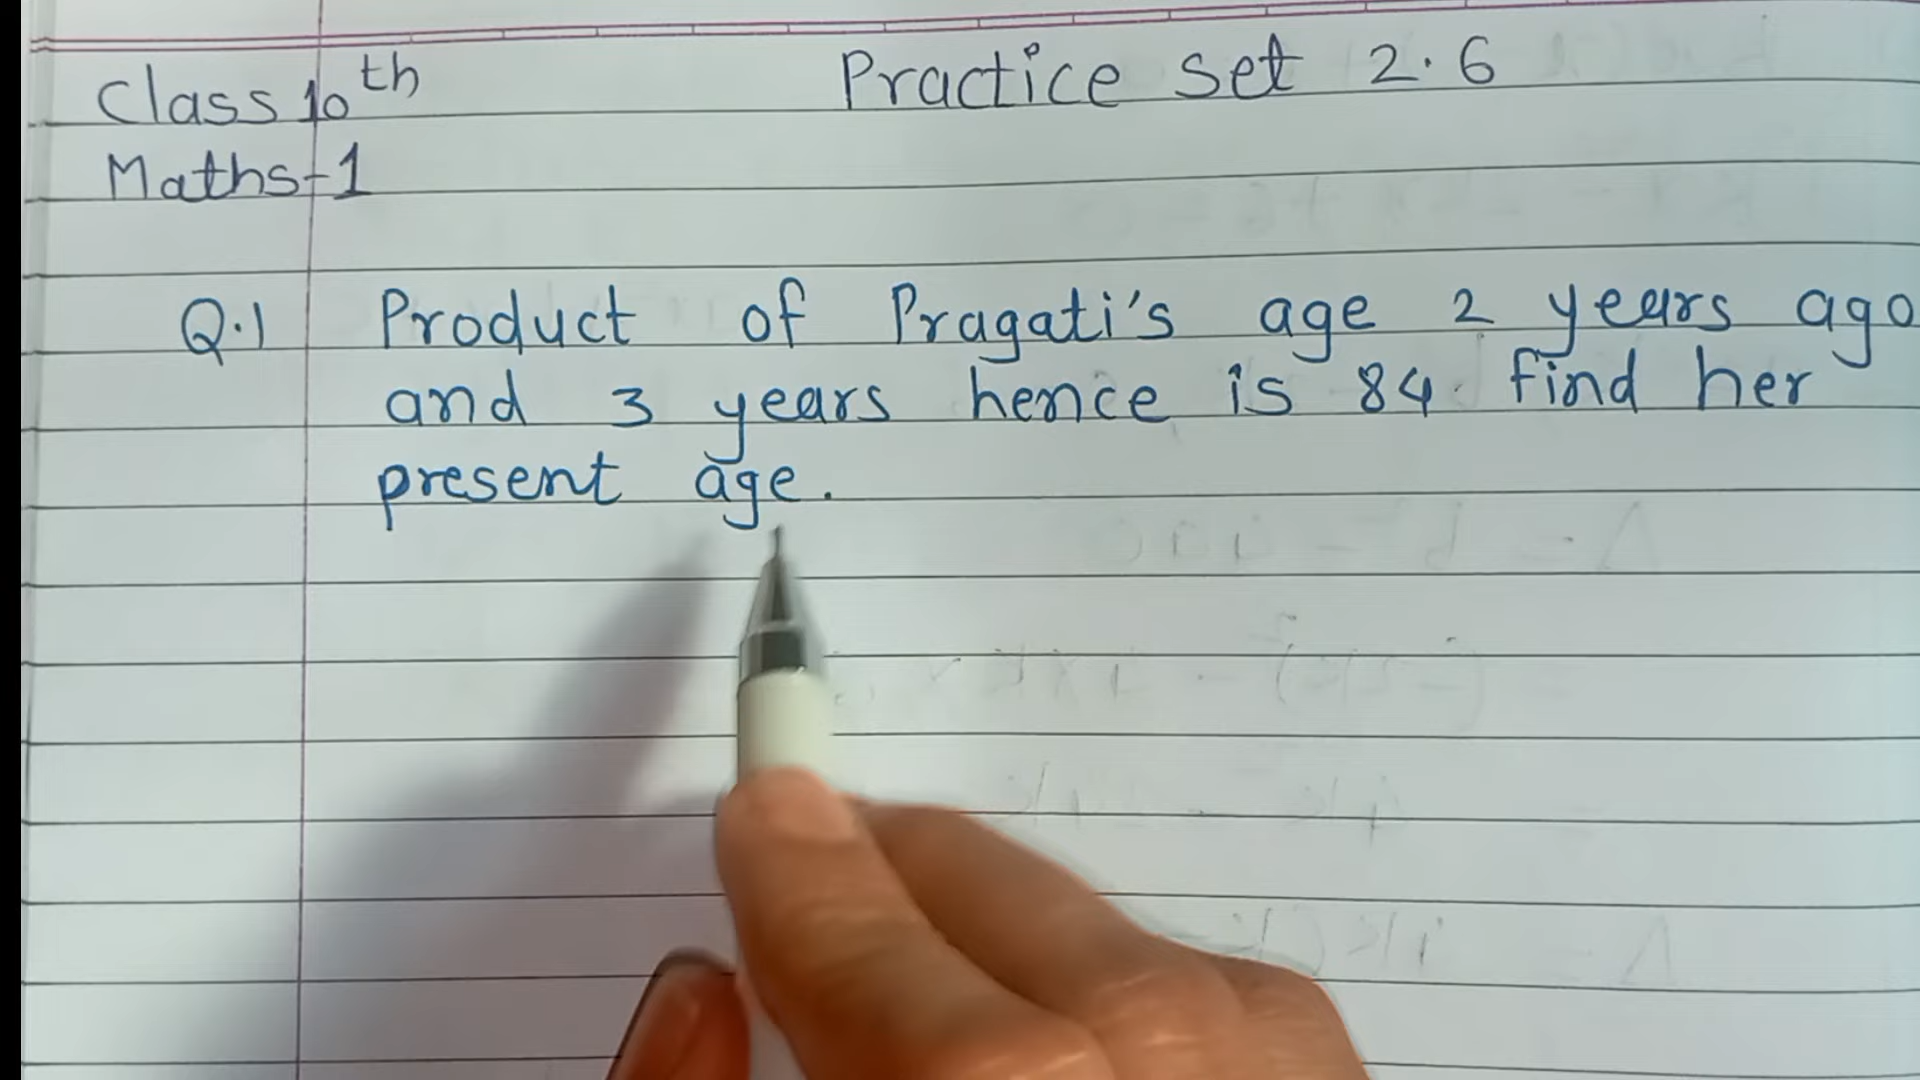 Class 10th
Practice Set 2.6
Maths-1
Q.1 Product of Pragati's age 2 years ago
and 3 years hence is 84. Find her
present age.